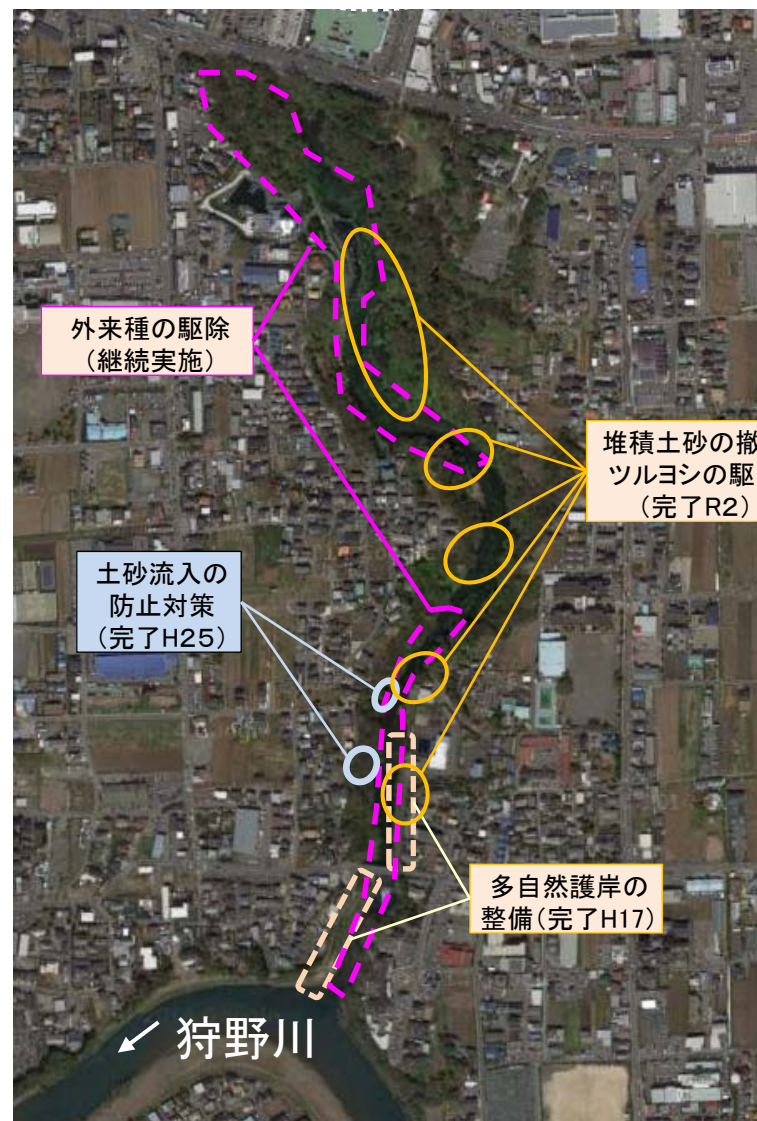 外来種の駆除
(継続実施)
堆積土砂の撤
ツルヨシの駆
(完了R2)
土砂流入の
防止対策
(完了H25)
多自然護岸の
整備(完了H17)
狩野川